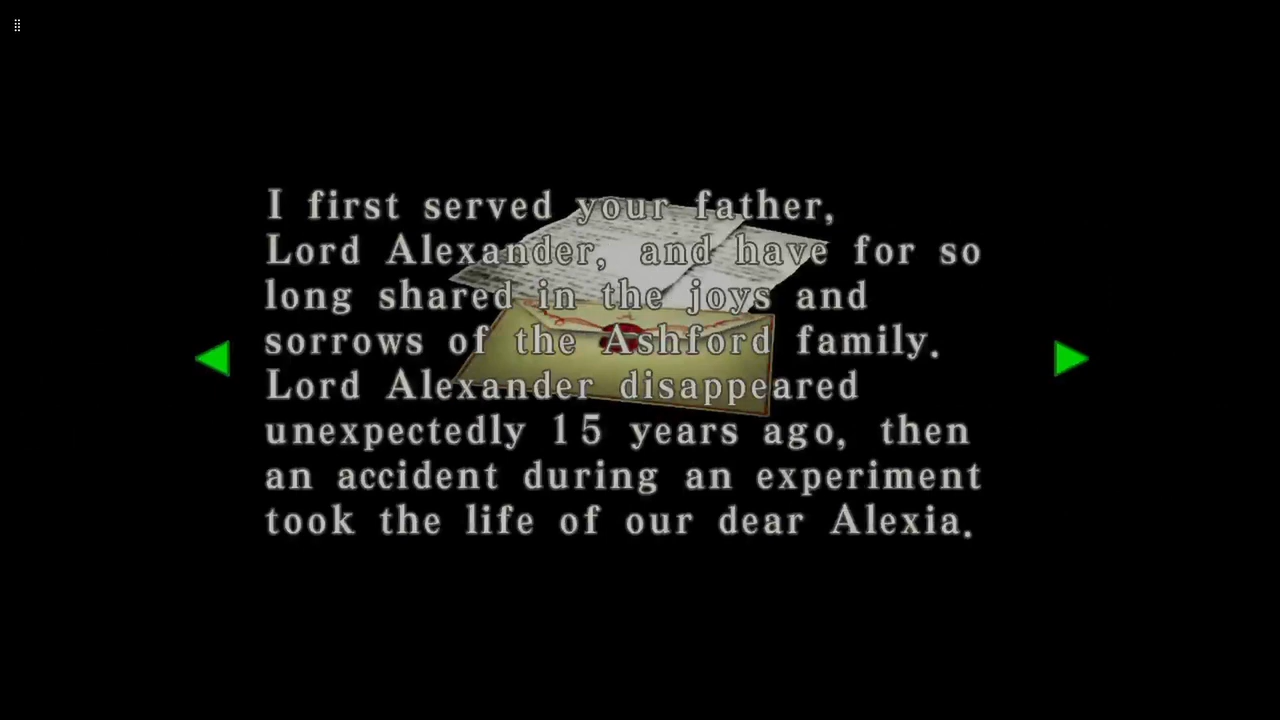 I first served your father,
Lord Alexander, and have for so
long shared in the joys and
sorrows of the Ashford family.
Lord Alexander disappeared
unexpectedly 15 years ago, then
an accident during an experiment
took the life of our dear Alexia.